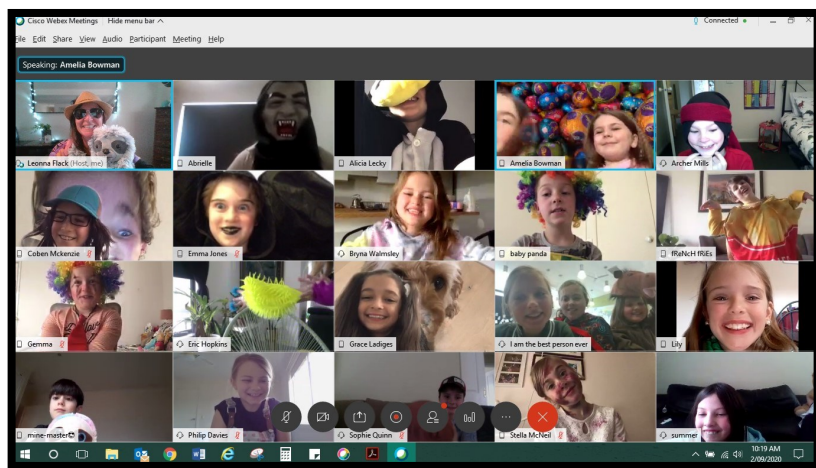 Cisco Webex Meetings Hide menu bar Connected
File Edit Share View Audio Participant Meeting Help
Speaking: Amelia Bowman
Leonna Flack (Host, me) Abrielle Alicia Lecky Amelia Bowman Archer Mills
Coben Mckenzie Emma Jones Bryna Walmsley baby panda fReNcH fRiEs
Gemma Eric Hopkins Grace Ladiges I am the best person ever Lily
mine-master Philip Davies Sophie Quinn Stella McNeil summer
10:19 AM
2/09/2020